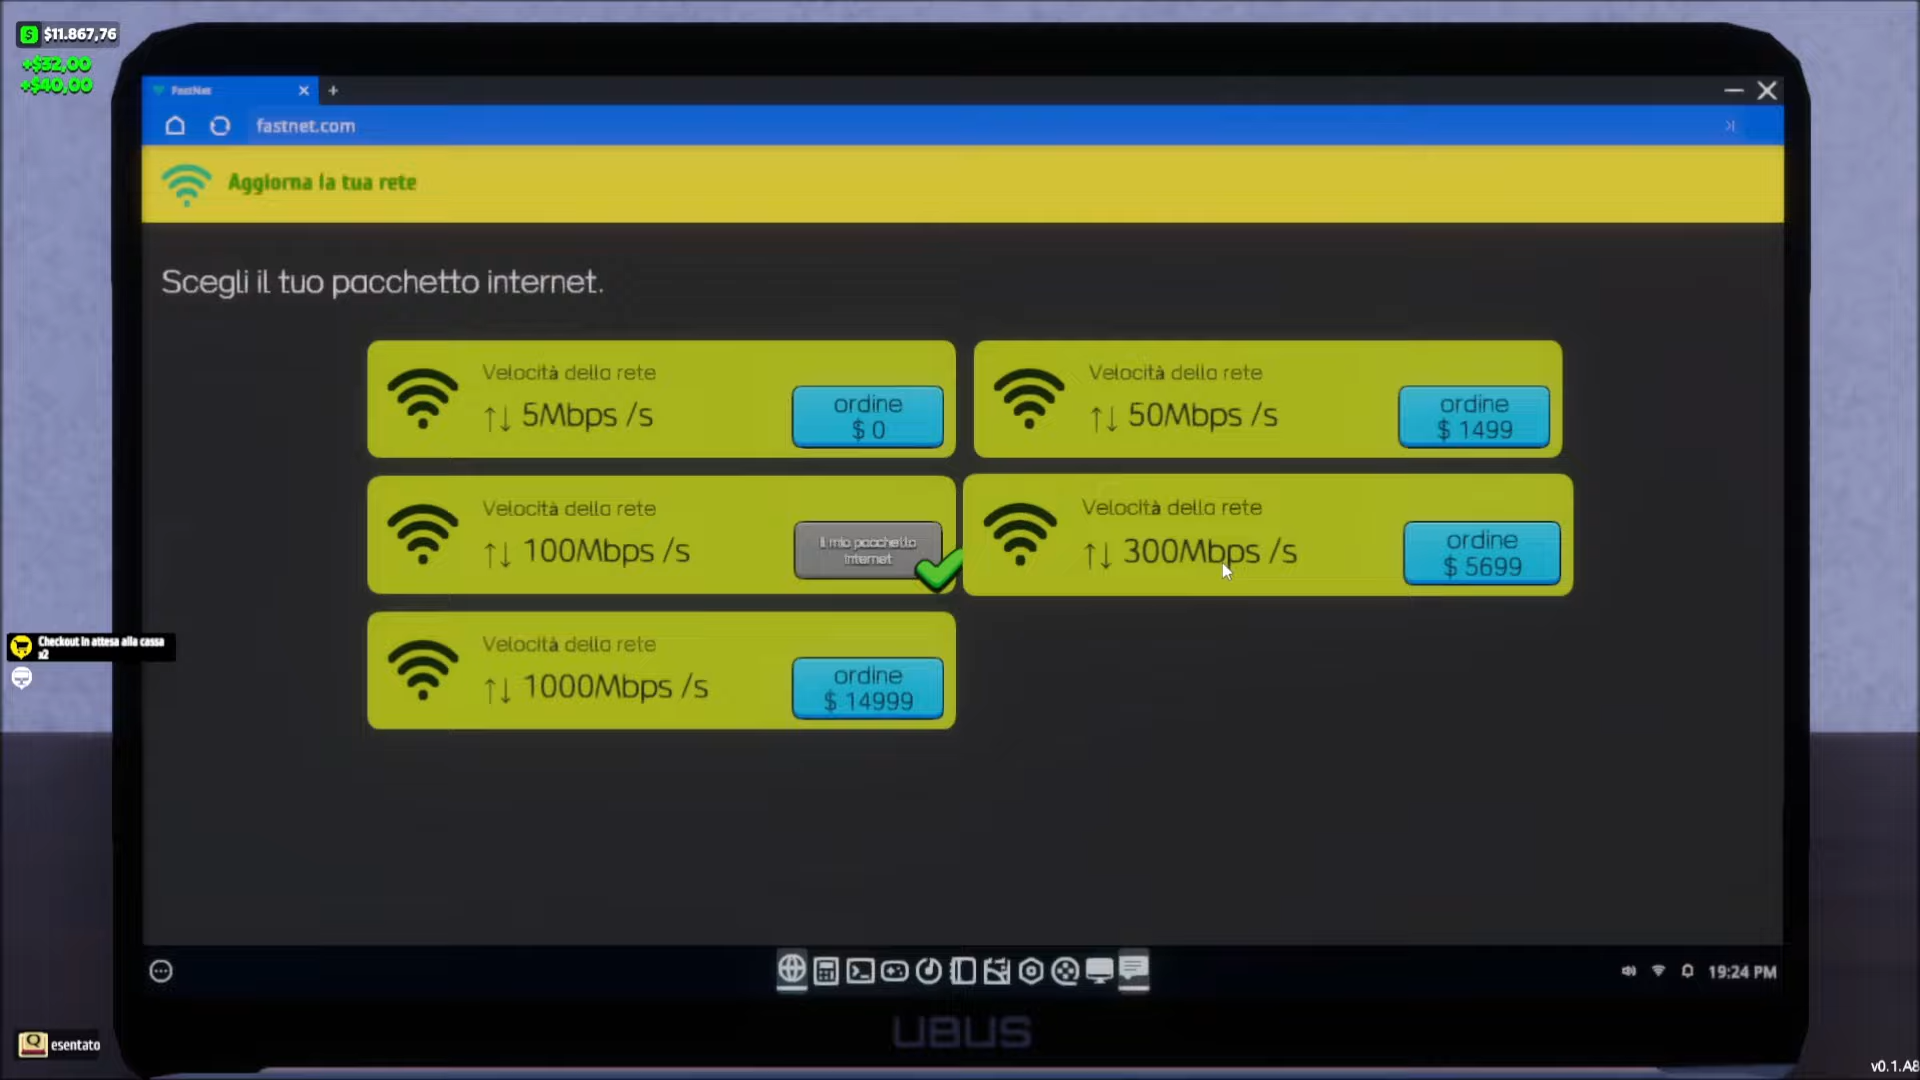 $11.867,76
+$32,00
+$40,00
FastNet
fastnet.com
Aggiorna la tua rete
Scegli il tuo pacchetto internet.
Velocità della rete
↑↓ 5Mbps /s
ordine
$ 0
Velocità della rete
↑↓ 50Mbps /s
ordine
$ 1499
Velocità della rete
↑↓ 100Mbps /s
Il mio pacchetto
internet
Velocità della rete
↑↓ 300Mbps /s
ordine
$ 5699
Velocità della rete
↑↓ 1000Mbps /s
ordine
$ 14999
Checkout in attesa alla cassa
x2
19:24 PM
UBUS
Q esentato
v0.1.A8